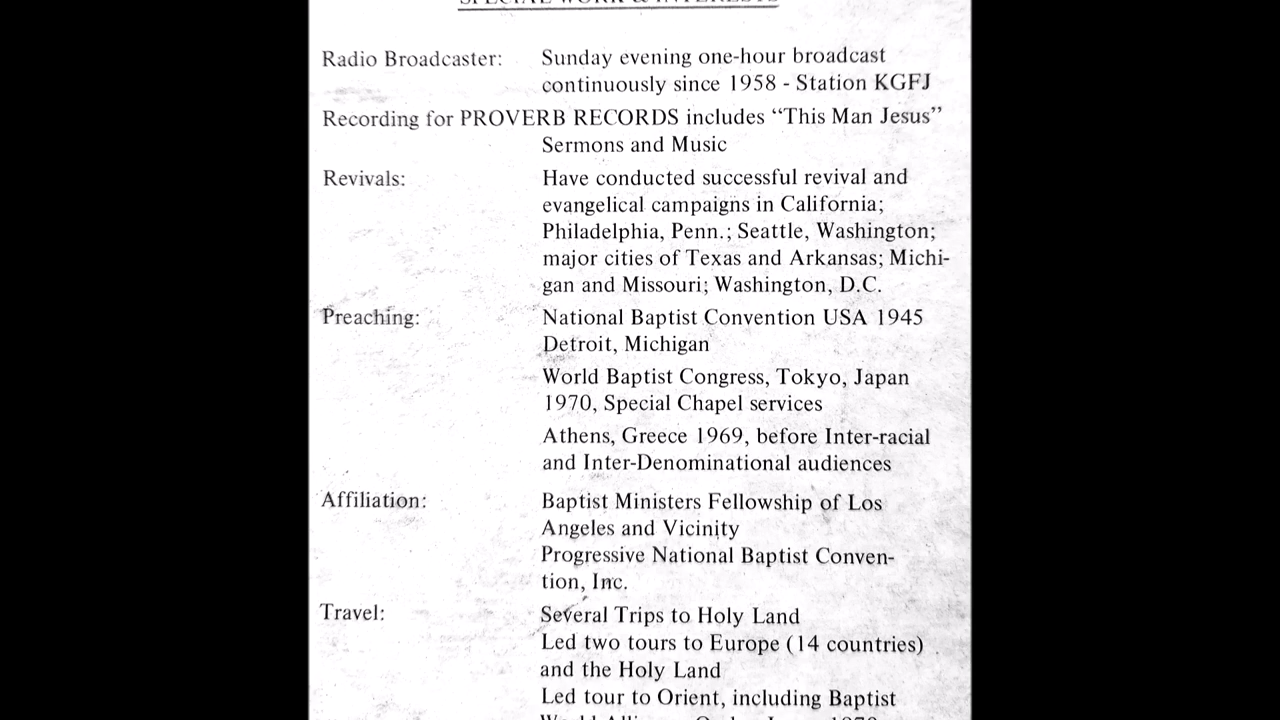 SPECIAL WORK & INTERESTS
Radio Broadcaster: Sunday evening one-hour broadcast
continuously since 1958 - Station KGFJ
Recording for PROVERB RECORDS includes “This Man Jesus”
Sermons and Music
Revivals: Have conducted successful revival and
evangelical campaigns in California;
Philadelphia, Penn.; Seattle, Washington;
major cities of Texas and Arkansas; Michi-
gan and Missouri; Washington, D.C.
Preaching: National Baptist Convention USA 1945
Detroit, Michigan
World Baptist Congress, Tokyo, Japan
1970, Special Chapel services
Athens, Greece 1969, before Inter-racial
and Inter-Denominational audiences
Affiliation: Baptist Ministers Fellowship of Los
Angeles and Vicinity
Progressive National Baptist Conven-
tion, Inc.
Travel: Several Trips to Holy Land
Led two tours to Europe (14 countries)
and the Holy Land
Led tour to Orient, including Baptist